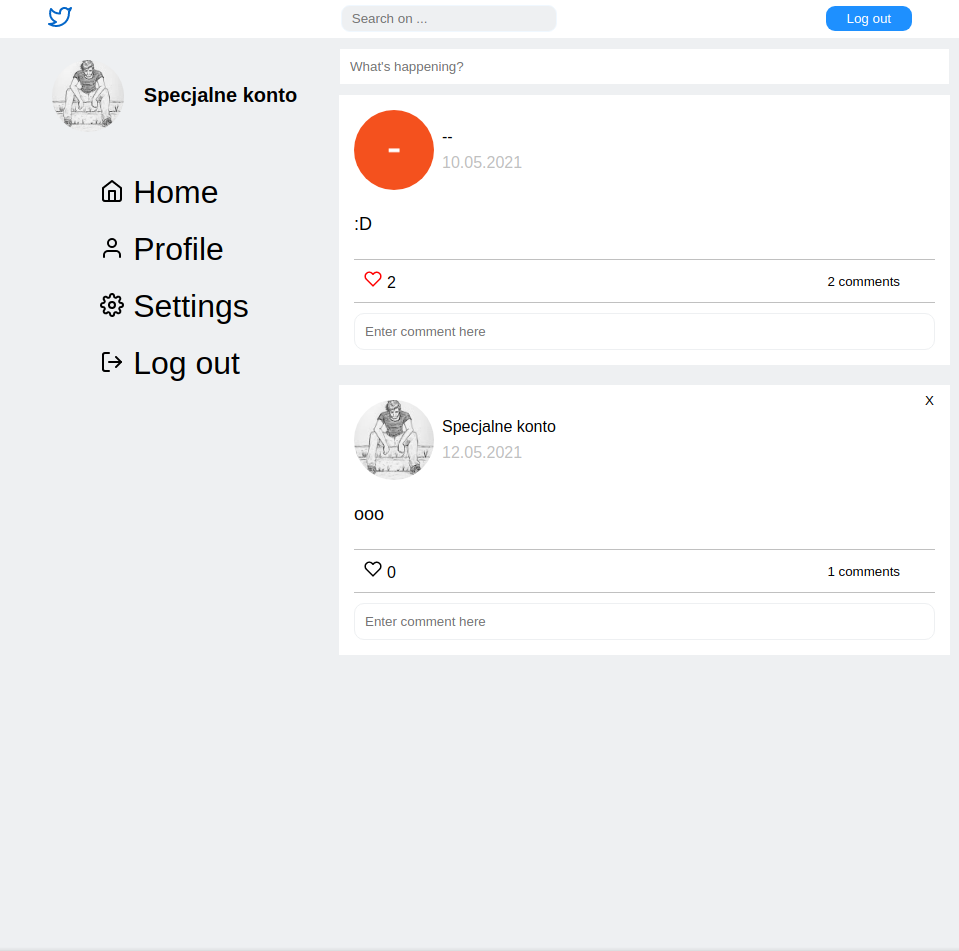 Search on ...
Log out
Specjalne konto
Home
Profile
Settings
Log out
What's happening?
-
--
10.05.2021
:D
2
2 comments
Enter comment here
X
Specjalne konto
12.05.2021
ooo
0
1 comments
Enter comment here